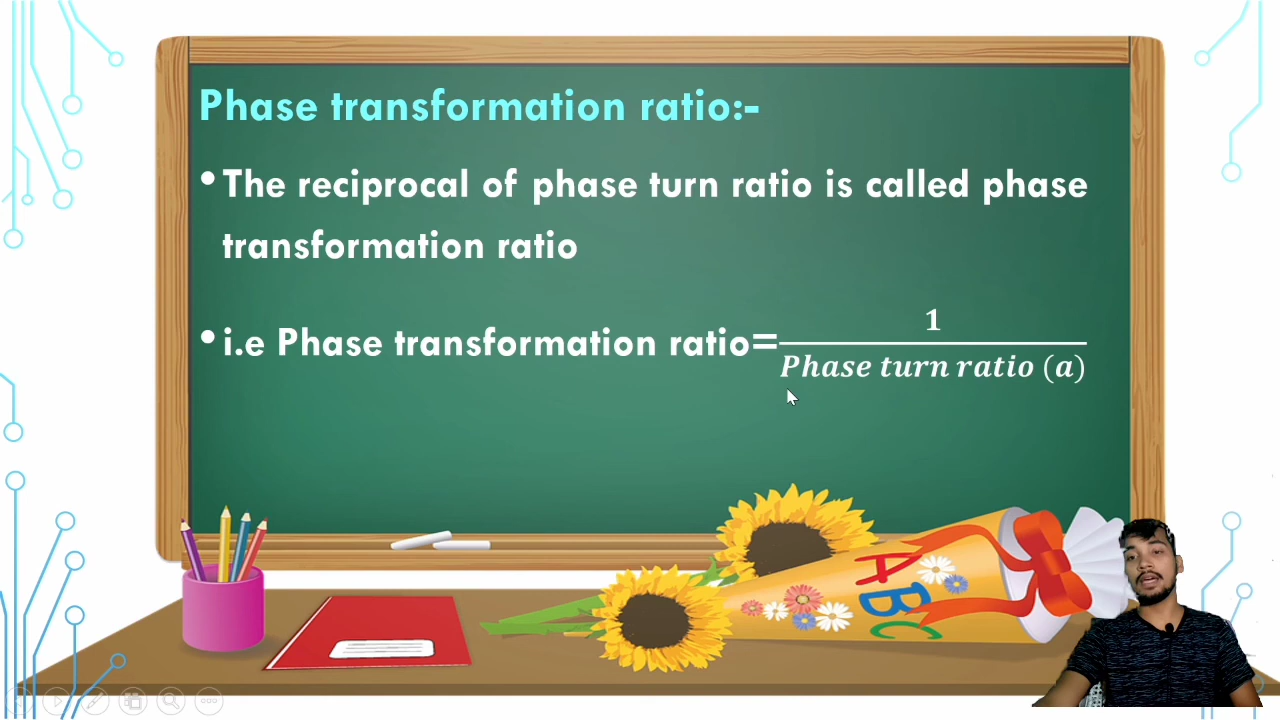 Phase transformation ratio:-
• The reciprocal of phase turn ratio is called phase
transformation ratio
• i.e Phase transformation ratio=1/Phase turn ratio (a)
ABC